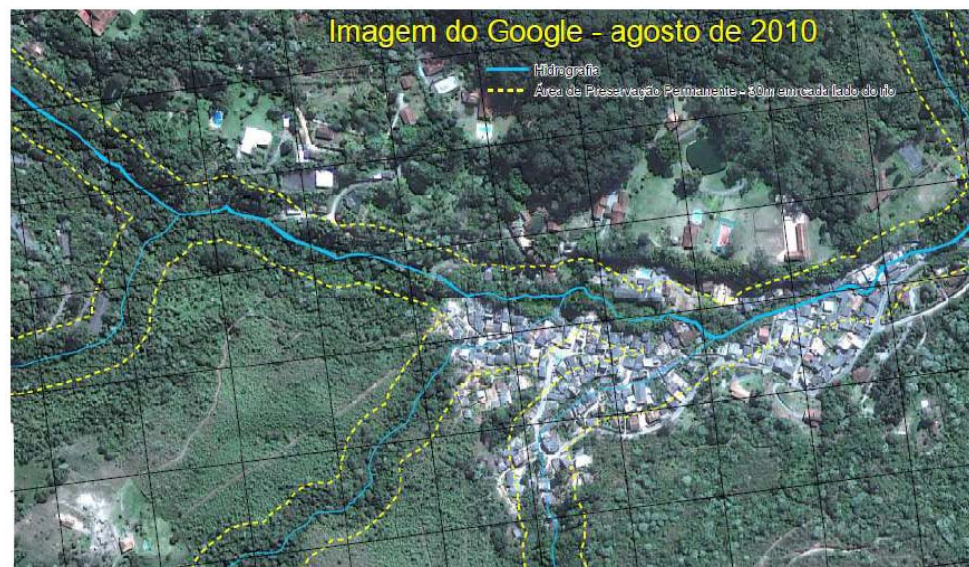 Imagem do Google - agosto de 2010
Hidrografia
Área de Preservação Permanente - 30m em cada lado do rio